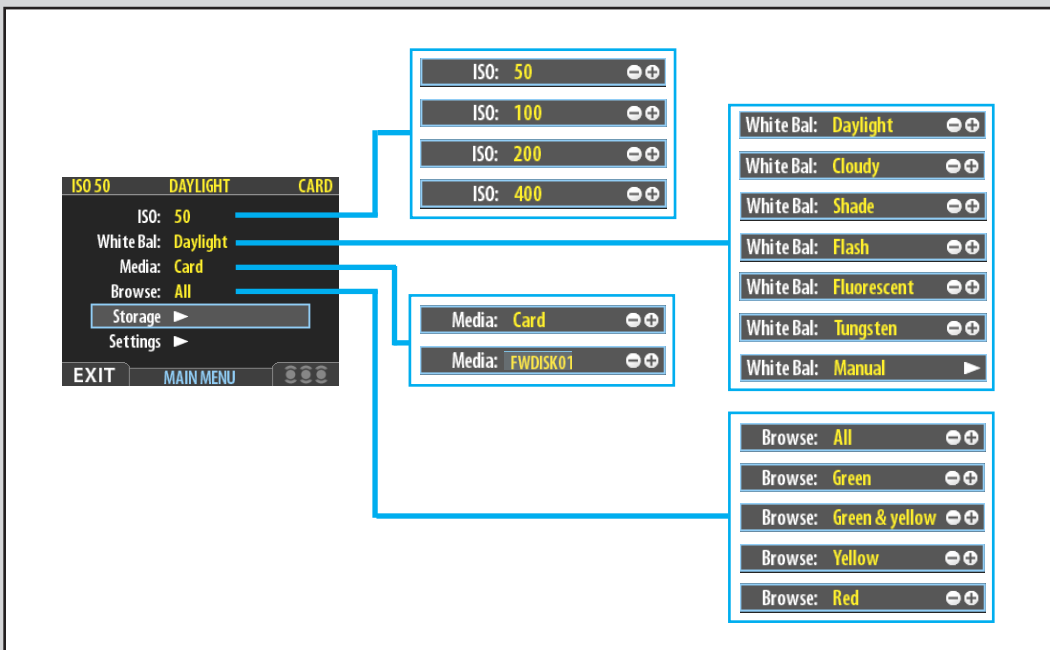 ISO 50 DAYLIGHT CARD
ISO: 50
White Bal: Daylight
Media: Card
Browse: All
Storage
Settings
EXIT MAIN MENU
ISO: 50
ISO: 100
ISO: 200
ISO: 400
Media: Card
Media: FWDISK01
White Bal: Daylight
White Bal: Cloudy
White Bal: Shade
White Bal: Flash
White Bal: Fluorescent
White Bal: Tungsten
White Bal: Manual
Browse: All
Browse: Green
Browse: Green & yellow
Browse: Yellow
Browse: Red